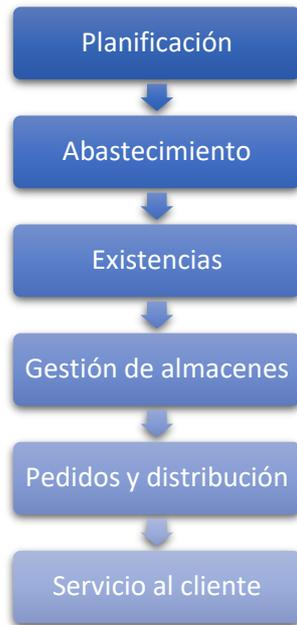 Planificación
Abastecimiento
Existencias
Gestión de almacenes
Pedidos y distribución
Servicio al cliente